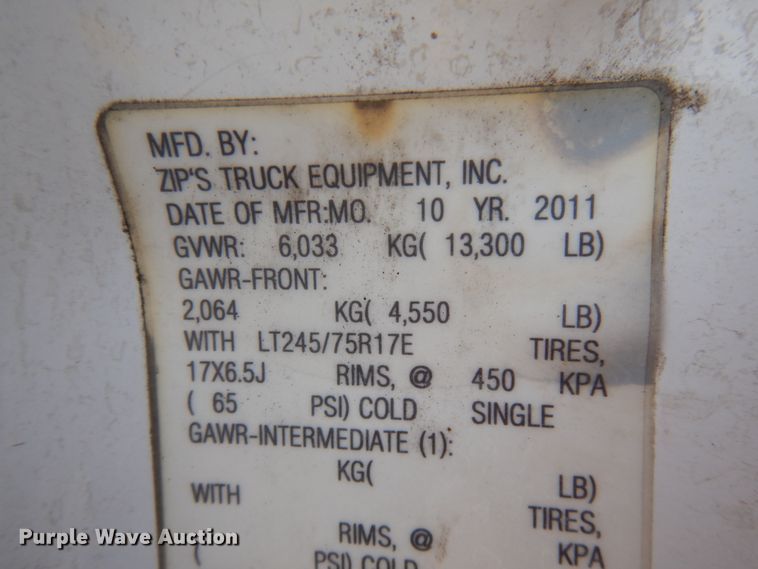 MFD. BY:
ZIP'S TRUCK EQUIPMENT, INC.
DATE OF MFR:MO. 10 YR. 2011
GVWR: 6,033 KG( 13,300 LB)
GAWR-FRONT:
2,064 KG( 4,550 LB)
WITH LT245/75R17E TIRES,
17X6.5J RIMS, @ 450 KPA
( 65 PSI) COLD SINGLE
GAWR-INTERMEDIATE (1):
KG( LB)
WITH TIRES,
RIMS, @ KPA
( PSI) COLD
Purple Wave Auction